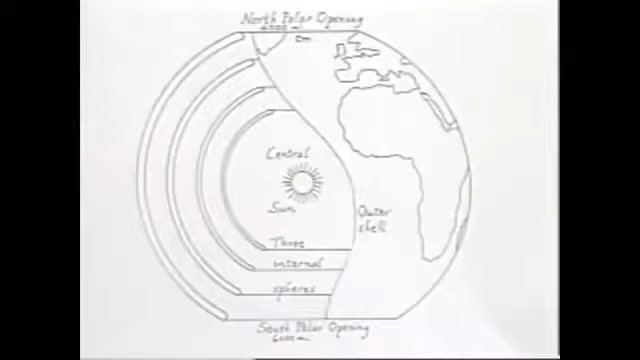 North Polar Opening
Central
Sun
Outer
shell
Three
internal
spheres
South Polar Opening